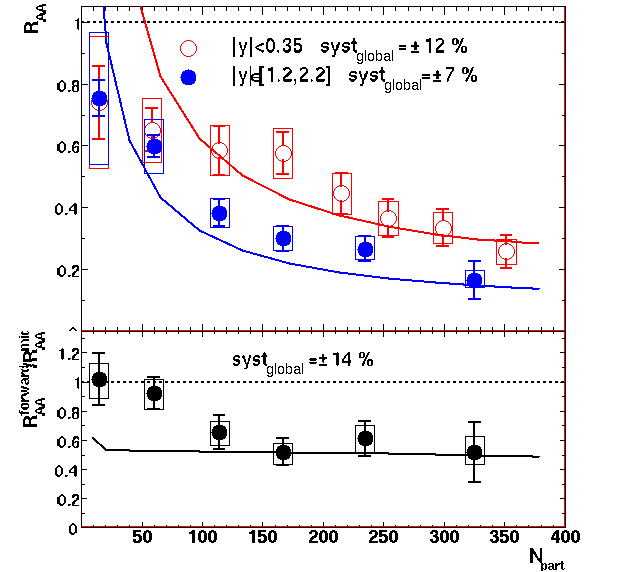 R_AA
1
|y|<0.35 syst_global = ± 12 %
|y|∈[1.2,2.2] syst_global = ± 7 %
0.8
0.6
0.4
0.2
R_AA^forward/R_AA^mid
syst_global = ± 14 %
1.2
1
0.8
0.6
0.4
0.2
0
50 100 150 200 250 300 350 400
N_part